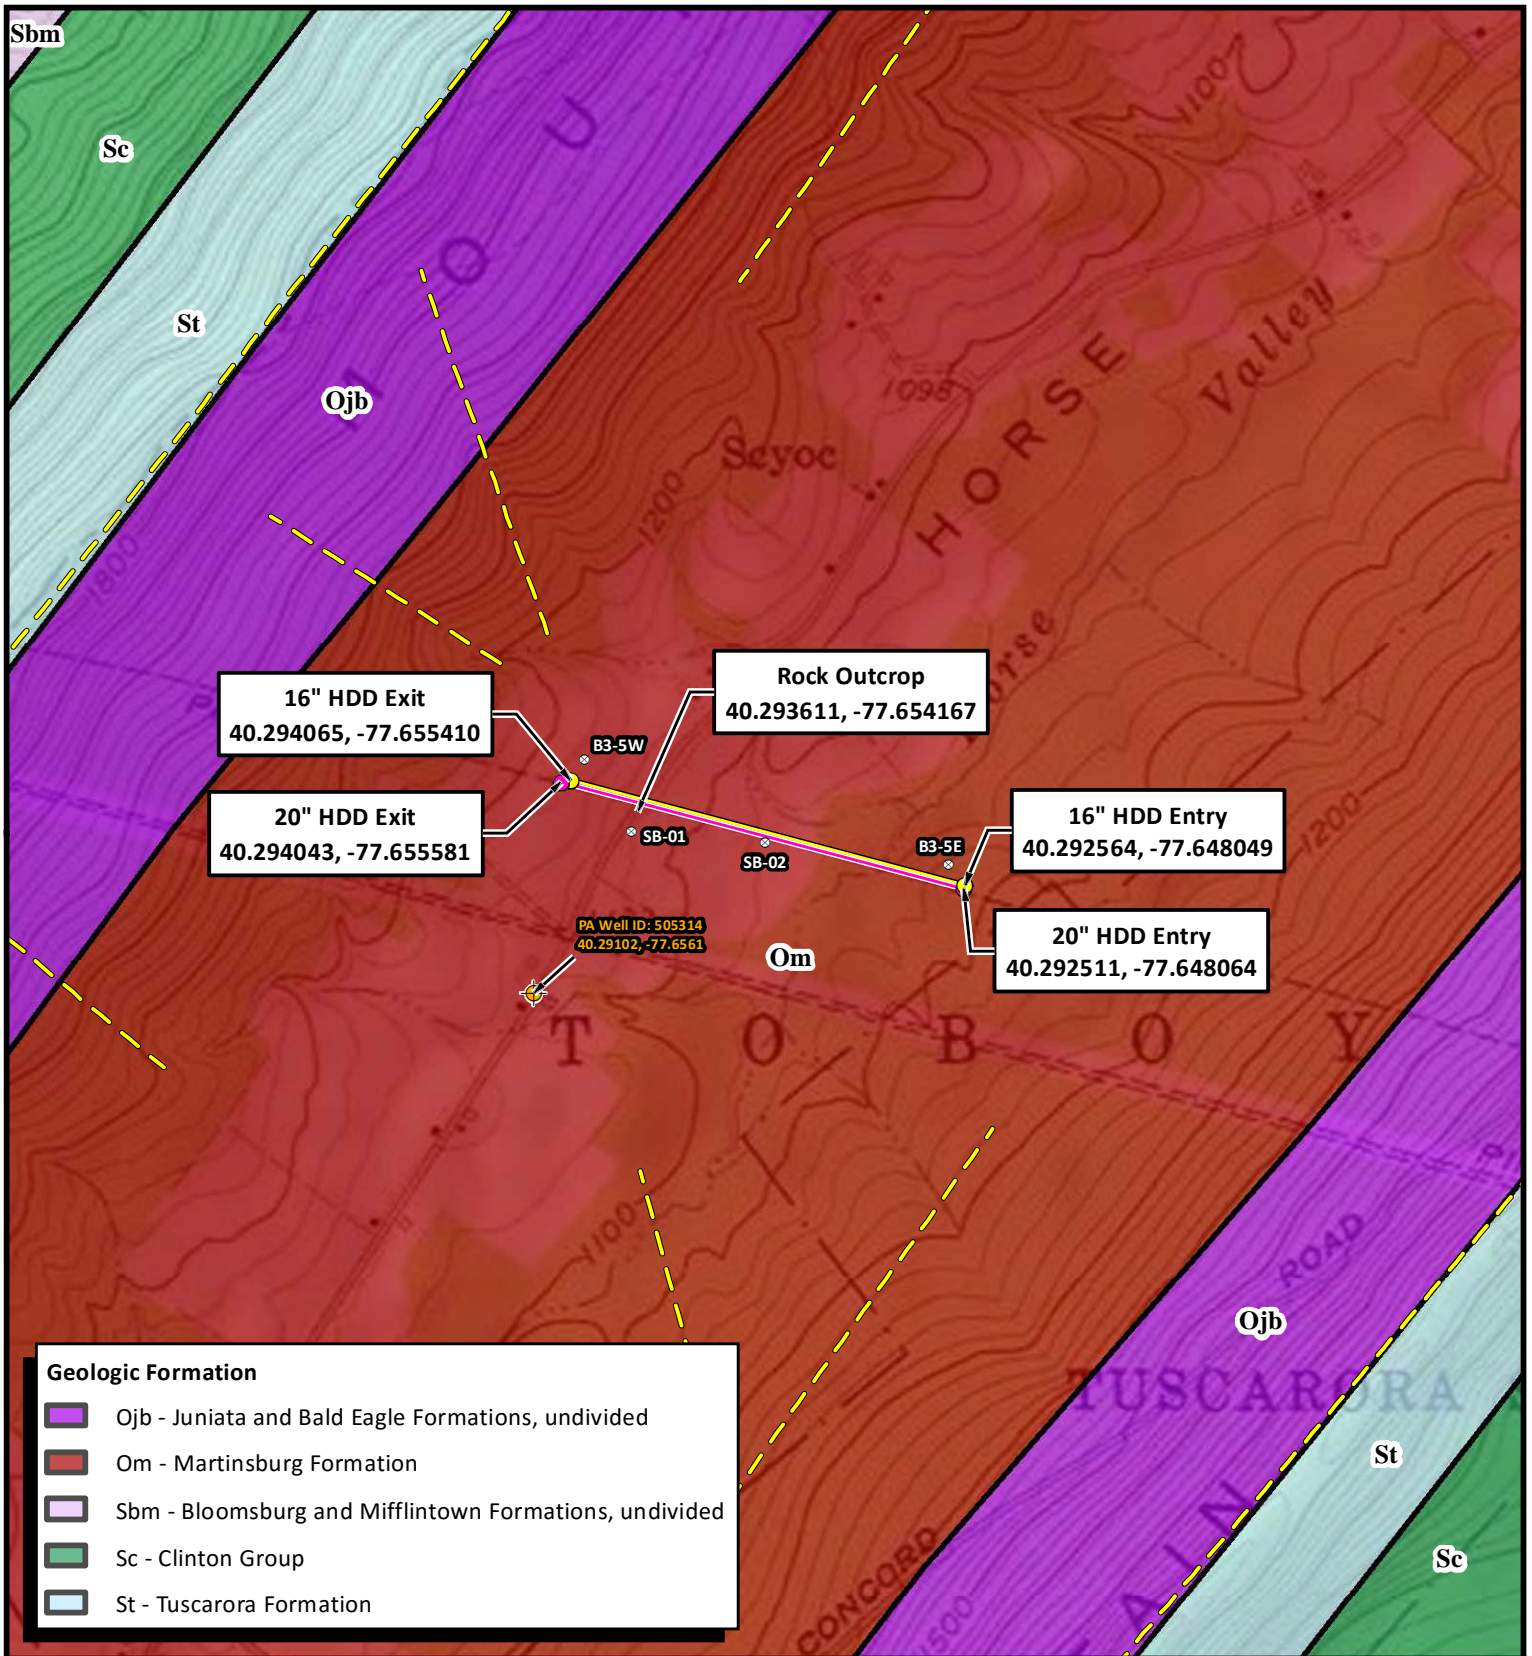 Sbm
Sc
St
Ojb
U
O
1100
HORSE
Valley
1098
Scyoc
1200
1800
Horse
16" HDD Exit
40.294065, -77.655410
Rock Outcrop
40.293611, -77.654167
B3-5W
20" HDD Exit
40.294043, -77.655581
SB-01
SB-02
B3-5E
16" HDD Entry
40.292564, -77.648049
1200
20" HDD Entry
40.292511, -77.648064
PA Well ID: 505314
40.29102, -77.6561
Om
TOBOY
1100
ROAD
Ojb
TUSCARORA
St
Sc
AIN
CONCORD
1500
Geologic Formation
Ojb - Juniata and Bald Eagle Formations, undivided
Om - Martinsburg Formation
Sbm - Bloomsburg and Mifflintown Formations, undivided
Sc - Clinton Group
St - Tuscarora Formation